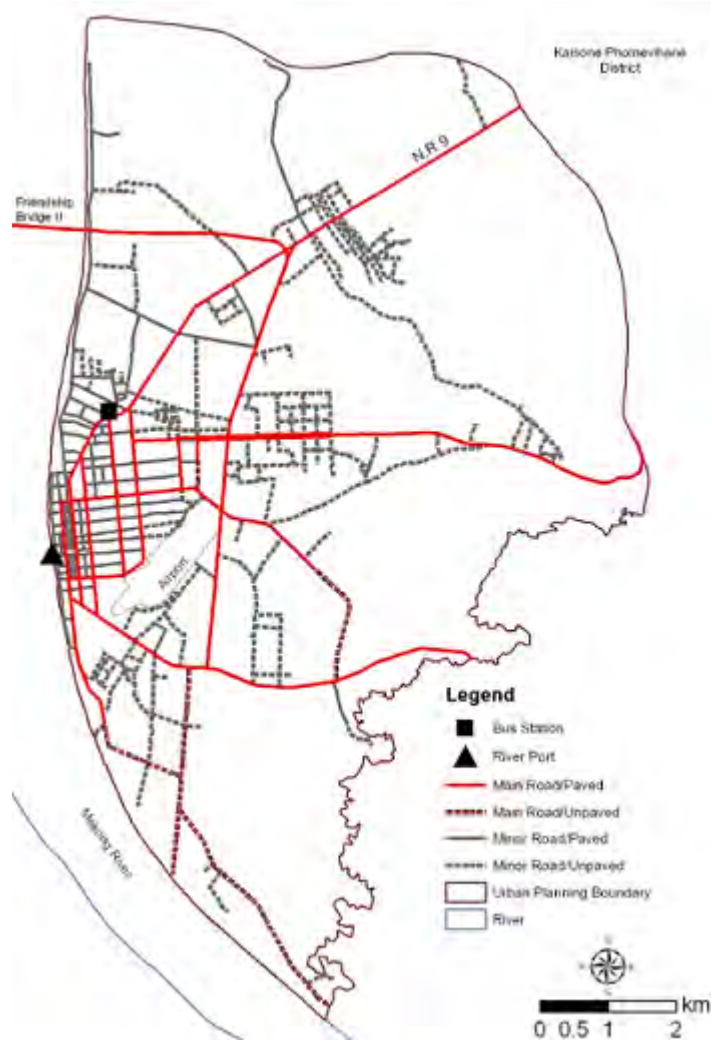 Kaisone Phomevihane
District
N.R 9
Friendship
Bridge II
Airport
Mekong River
Legend
Bus Station
River Port
Main Road/Paved
Main Road/Unpaved
Minor Road/Paved
Minor Road/Unpaved
Urban Planning Boundary
River
km
0 0.5 1 2